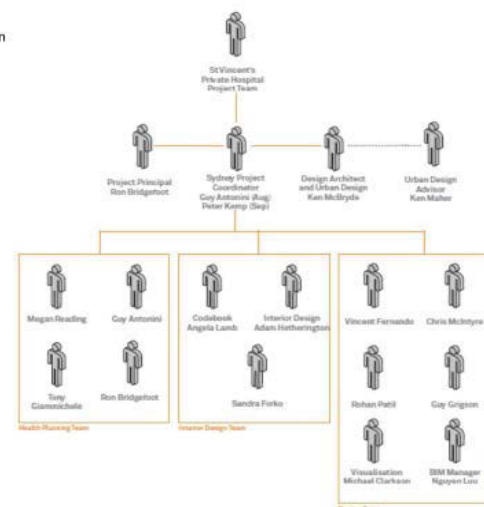 n
St Vincent's
Private Hospital
Project Team
Project Principal
Ron Bridgefoot
Sydney Project
Coordinator
Guy Antonini (Aug)
Peter Kemp (Sep)
Design Architect
and Urban Design
Ken McBryde
Urban Design
Advisor
Ken Maher
Megan Reading
Guy Antonini
Tony
Giannichele
Ron Bridgefoot
Health Planning Team
Codebook
Angela Lamb
Interior Design
Adam Hetherington
Sandra Furko
Interior Design Team
Vincent Fernando
Chris McIntyre
Rohan Patil
Guy Grigson
Visualisation
Michael Clarkson
BIM Manager
Nguyen Luu